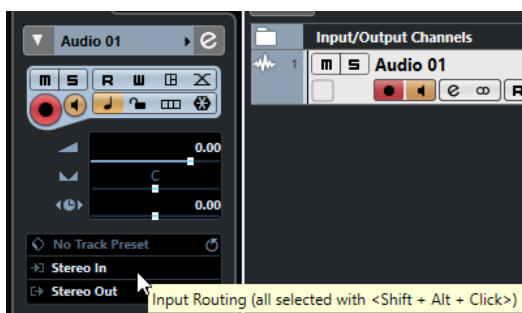 Audio 01
m S R W
0.00
C
0.00
No Track Preset
Stereo In
Stereo Out
Input Routing (all selected with <Shift + Alt + Click>)
Input/Output Channels
1 m S Audio 01
e R